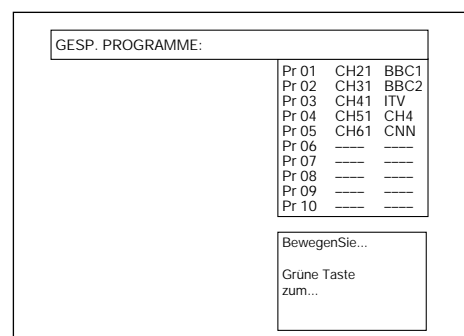 GESP. PROGRAMME:
Pr 01 CH21 BBC1
Pr 02 CH31 BBC2
Pr 03 CH41 ITV
Pr 04 CH51 CH4
Pr 05 CH61 CNN
Pr 06 –––– ––––
Pr 07 –––– ––––
Pr 08 –––– ––––
Pr 09 –––– ––––
Pr 10 –––– ––––
BewegenSie...
Grüne Taste
zum...